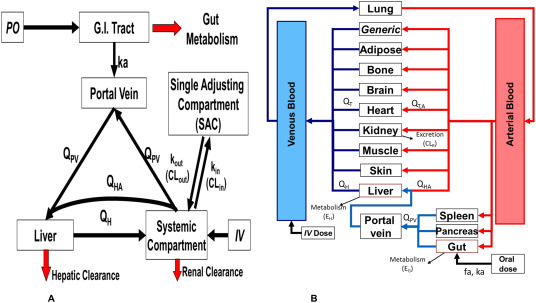 PO
G.I. Tract
Gut
Metabolism
ka
Portal Vein
Single Adjusting
Compartment
(SAC)
QPV
QPV
kout
(CLout)
kin
(CLin)
QHA
QH
Liver
Systemic
Compartment
IV
Hepatic Clearance
Renal Clearance
A
Lung
Generic
Adipose
Bone
Brain
Heart
Kidney
Muscle
Skin
Liver
Venous Blood
Arterial Blood
QT
QT,A
Excretion
(CLR)
QH
QHA
Metabolism
(EH)
Portal
vein
QPV
Spleen
Pancreas
Gut
IV Dose
Metabolism
(EG)
fa, ka
Oral
dose
B